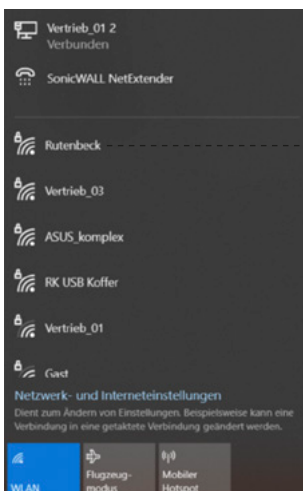 Vertrieb_01 2
Verbunden
SonicWALL NetExtender
Rutenbeck
Vertrieb_03
ASUS_komplex
RK USB Koffer
Vertrieb_01
Gast
Netzwerk- und Interneteinstellungen
Dient zum Ändern von Einstellungen. Beispielsweise kann eine
Verbindung in eine getaktete Verbindung geändert werden.
WLAN
Flugzeug-
modus
Mobiler
Hotspot